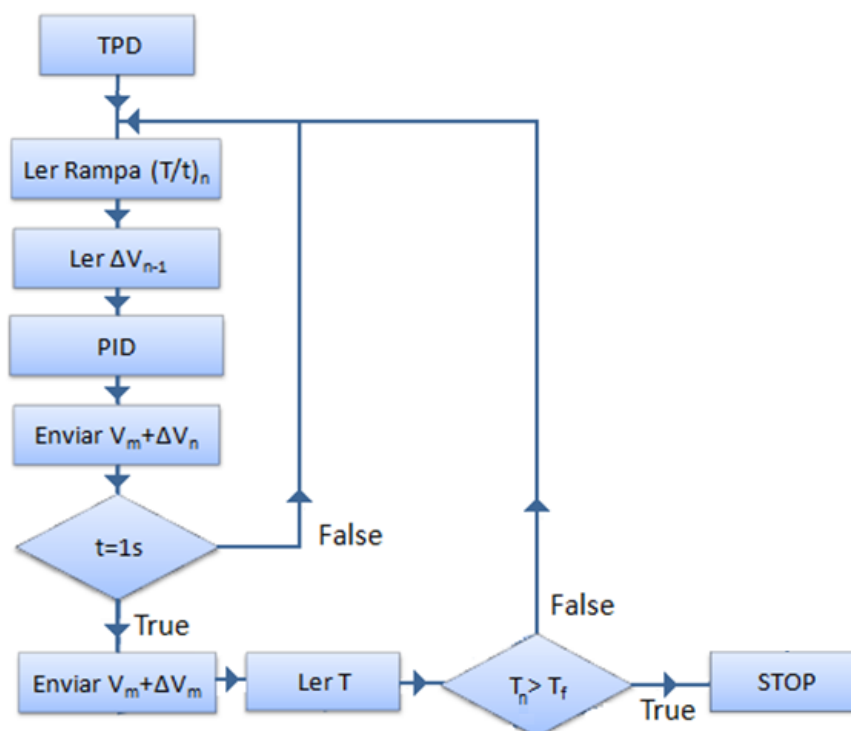 TPD
Ler Rampa (T/t)ₙ
Ler ΔVₙ₋₁
PID
Enviar Vₘ+ΔVₙ
t=1s
False
True
Enviar Vₘ+ΔVₘ
Ler T
Tₙ> T_f
False
True
STOP